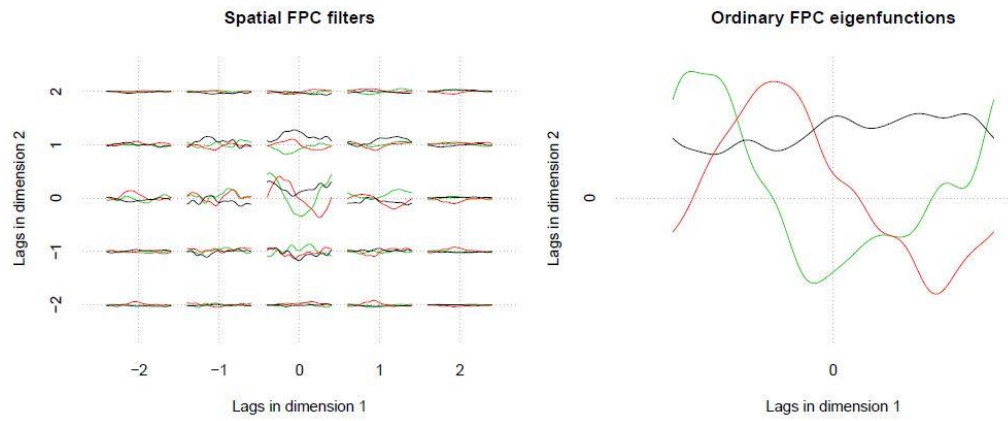 Spatial FPC filters
Lags in dimension 2
2
1
0
−1
−2
−2 −1 0 1 2
Lags in dimension 1
Ordinary FPC eigenfunctions
Lags in dimension 2
0
0
Lags in dimension 1